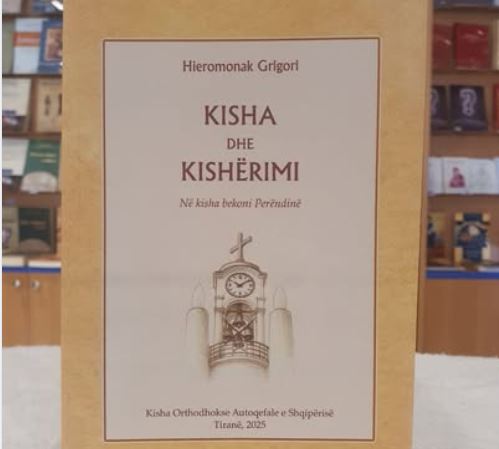 Hieromonak Grigori
KISHA
DHE
KISHËRIMI
Në kisha bekoni Perëndinë
Kisha Orthodhokse Autoqefale e Shqipërisë
Tiranë, 2025